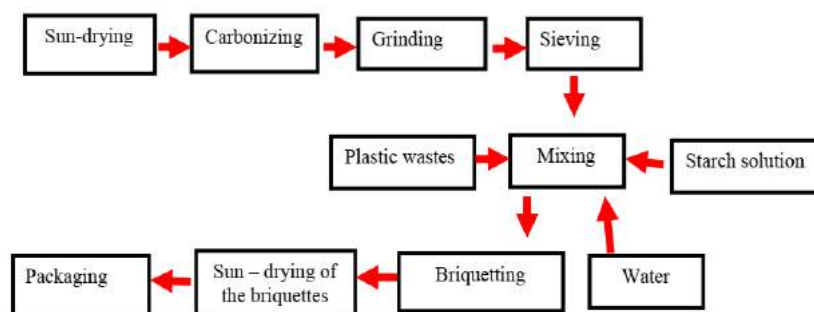 Sun-drying
Carbonizing
Grinding
Sieving
Plastic wastes
Mixing
Starch solution
Packaging
Sun – drying of
the briquettes
Briquetting
Water